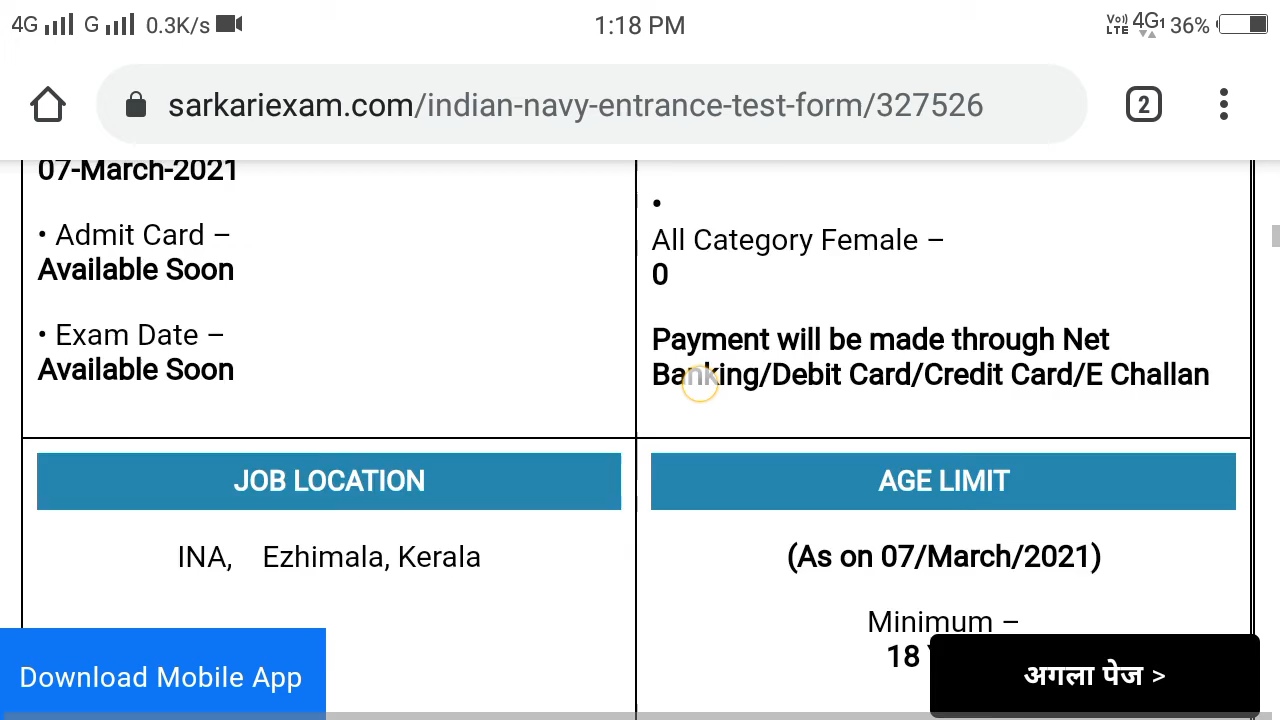 4G G 0.3K/s 1:18 PM Vo)) LTE 4G1 36%
sarkariexam.com/indian-navy-entrance-test-form/327526 2
07-March-2021
• Admit Card –
Available Soon
• Exam Date –
Available Soon
•
All Category Female –
0
Payment will be made through Net
Banking/Debit Card/Credit Card/E Challan
JOB LOCATION
INA, Ezhimala, Kerala
AGE LIMIT
(As on 07/March/2021)
Minimum –
18
Download Mobile App
अगला पेज >